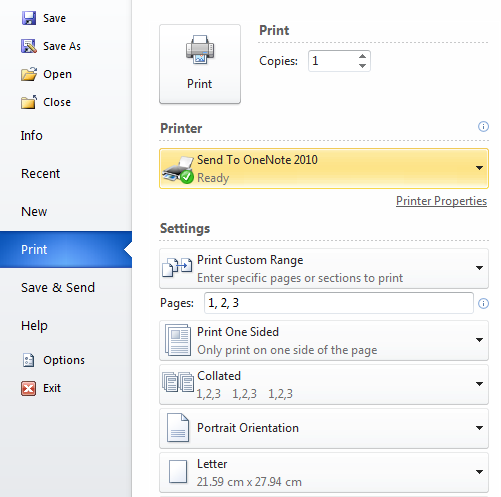 Save
Save As
Open
Close
Info
Recent
New
Print
Save & Send
Help
Options
Exit
Print
Print
Copies: 1
Printer
Send To OneNote 2010
Ready
Printer Properties
Settings
Print Custom Range
Enter specific pages or sections to print
Pages: 1, 2, 3
Print One Sided
Only print on one side of the page
Collated
1,2,3 1,2,3 1,2,3
Portrait Orientation
Letter
21.59 cm x 27.94 cm